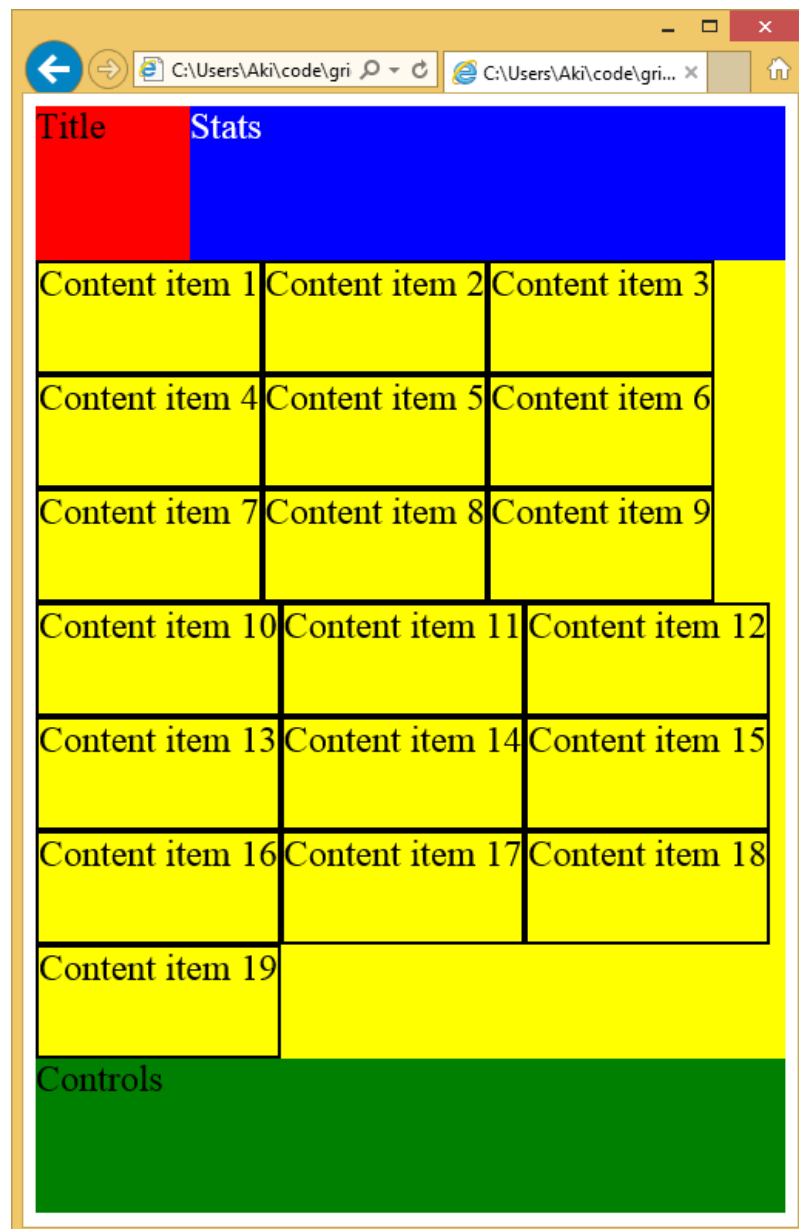 C:\Users\Aki\code\gri
C:\Users\Aki\code\gri...
Title Stats
Content item 1 Content item 2 Content item 3
Content item 4 Content item 5 Content item 6
Content item 7 Content item 8 Content item 9
Content item 10 Content item 11 Content item 12
Content item 13 Content item 14 Content item 15
Content item 16 Content item 17 Content item 18
Content item 19
Controls